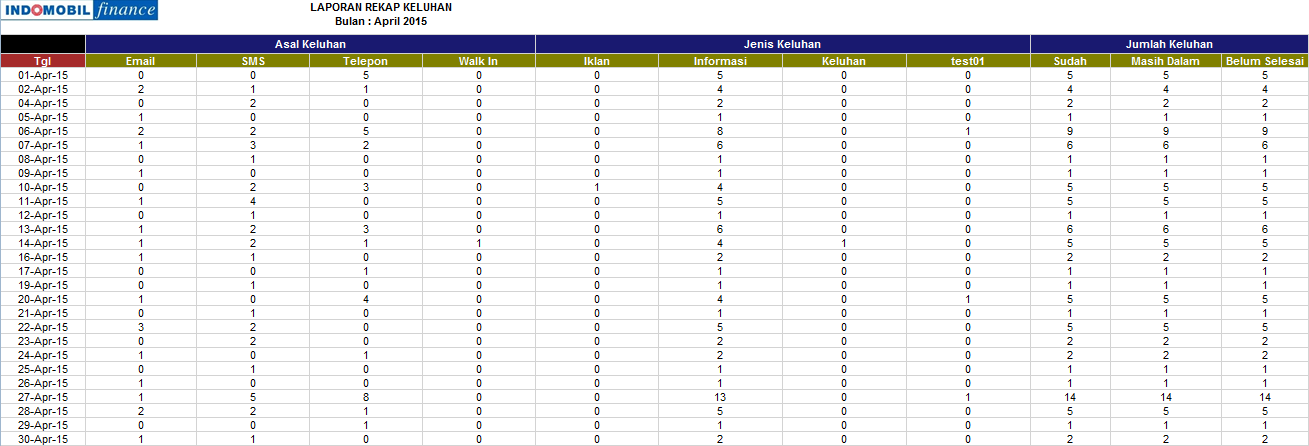 INDOMOBIL finance
LAPORAN REKAP KELUHAN
Bulan : April 2015
Asal Keluhan Jenis Keluhan Jumlah Keluhan
Tgl Email SMS Telepon Walk In Iklan Informasi Keluhan test01 Sudah Masih Dalam Belum Selesai
01-Apr-15 0 0 5 0 0 5 0 0 5 5 5
02-Apr-15 2 1 1 0 0 4 0 0 4 4 4
04-Apr-15 0 2 0 0 0 2 0 0 2 2 2
05-Apr-15 1 0 0 0 0 1 0 0 1 1 1
06-Apr-15 2 2 5 0 0 8 0 1 9 9 9
07-Apr-15 1 3 2 0 0 6 0 0 6 6 6
08-Apr-15 0 1 0 0 0 1 0 0 1 1 1
09-Apr-15 1 0 0 0 0 1 0 0 1 1 1
10-Apr-15 0 2 3 0 1 4 0 0 5 5 5
11-Apr-15 1 4 0 0 0 5 0 0 5 5 5
12-Apr-15 0 1 0 0 0 1 0 0 1 1 1
13-Apr-15 1 2 3 0 0 6 0 0 6 6 6
14-Apr-15 1 2 1 1 0 4 1 0 5 5 5
16-Apr-15 1 1 0 0 0 2 0 0 2 2 2
17-Apr-15 0 0 1 0 0 1 0 0 1 1 1
19-Apr-15 0 1 0 0 0 1 0 0 1 1 1
20-Apr-15 1 0 4 0 0 4 0 1 5 5 5
21-Apr-15 0 1 0 0 0 1 0 0 1 1 1
22-Apr-15 3 2 0 0 0 5 0 0 5 5 5
23-Apr-15 0 2 0 0 0 2 0 0 2 2 2
24-Apr-15 1 0 1 0 0 2 0 0 2 2 2
25-Apr-15 0 1 0 0 0 1 0 0 1 1 1
26-Apr-15 1 0 0 0 0 1 0 0 1 1 1
27-Apr-15 1 5 8 0 0 13 0 1 14 14 14
28-Apr-15 2 2 1 0 0 5 0 0 5 5 5
29-Apr-15 0 0 1 0 0 1 0 0 1 1 1
30-Apr-15 1 1 0 0 0 2 0 0 2 2 2